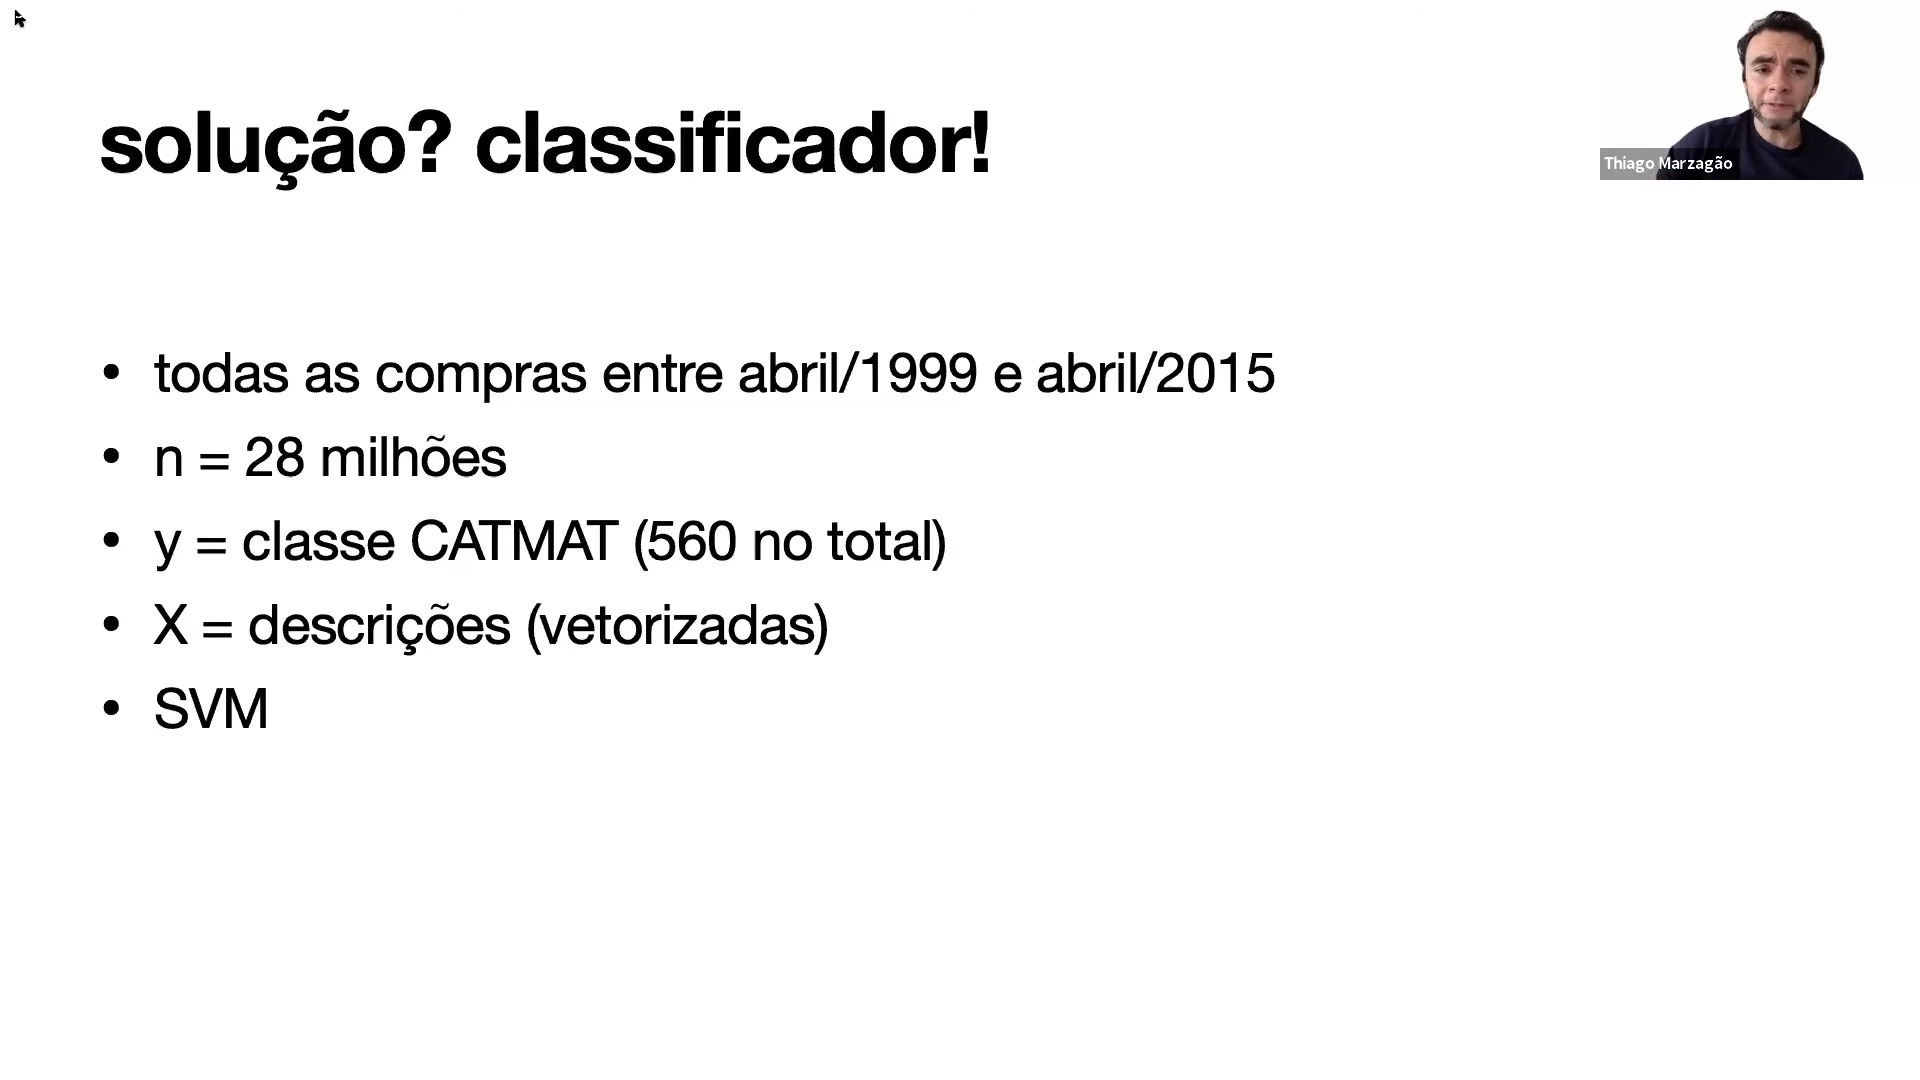 solução? classificador!
Thiago Marzagão
• todas as compras entre abril/1999 e abril/2015
• n = 28 milhões
• y = classe CATMAT (560 no total)
• X = descrições (vetorizadas)
• SVM